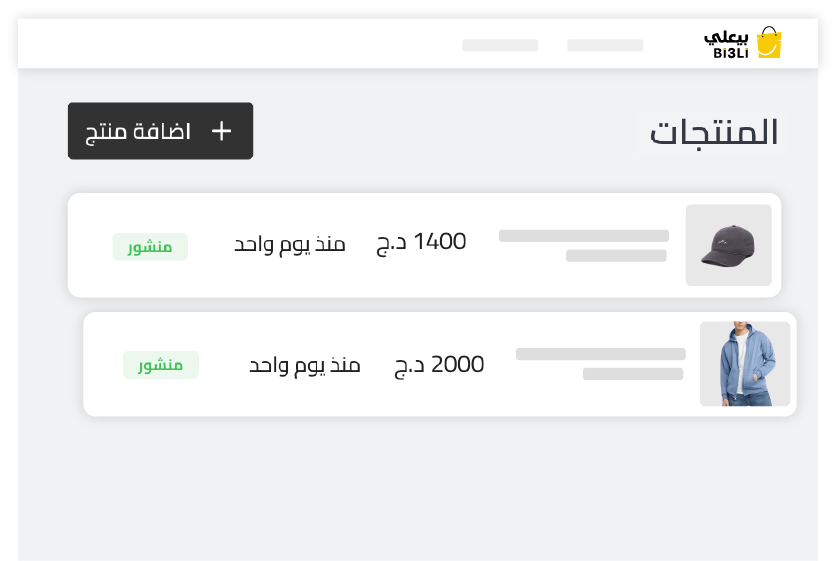 بيعلي
Bi3Li
المنتجات
+ اضافة منتج
1400 د.ج
منذ يوم واحد
منشور
2000 د.ج
منذ يوم واحد
منشور